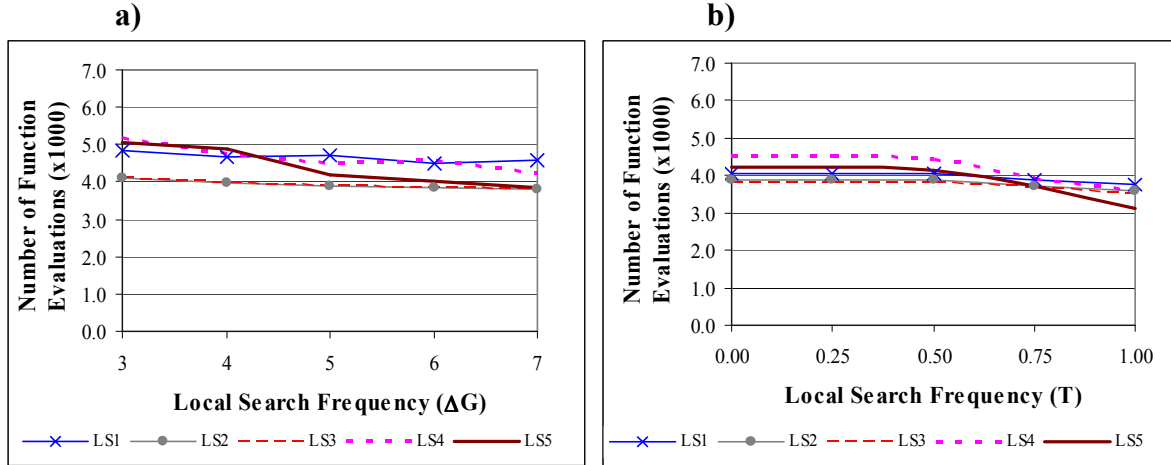 a)
Number of Function
Evaluations (x1000)
7.0
6.0
5.0
4.0
3.0
2.0
1.0
0.0
3 4 5 6 7
Local Search Frequency (ΔG)
LS1 LS2 LS3 LS4 LS5
b)
Number of Function
Evaluations (x1000)
7.0
6.0
5.0
4.0
3.0
2.0
1.0
0.0
0.00 0.25 0.50 0.75 1.00
Local Search Frequency (T)
LS1 LS2 LS3 LS4 LS5